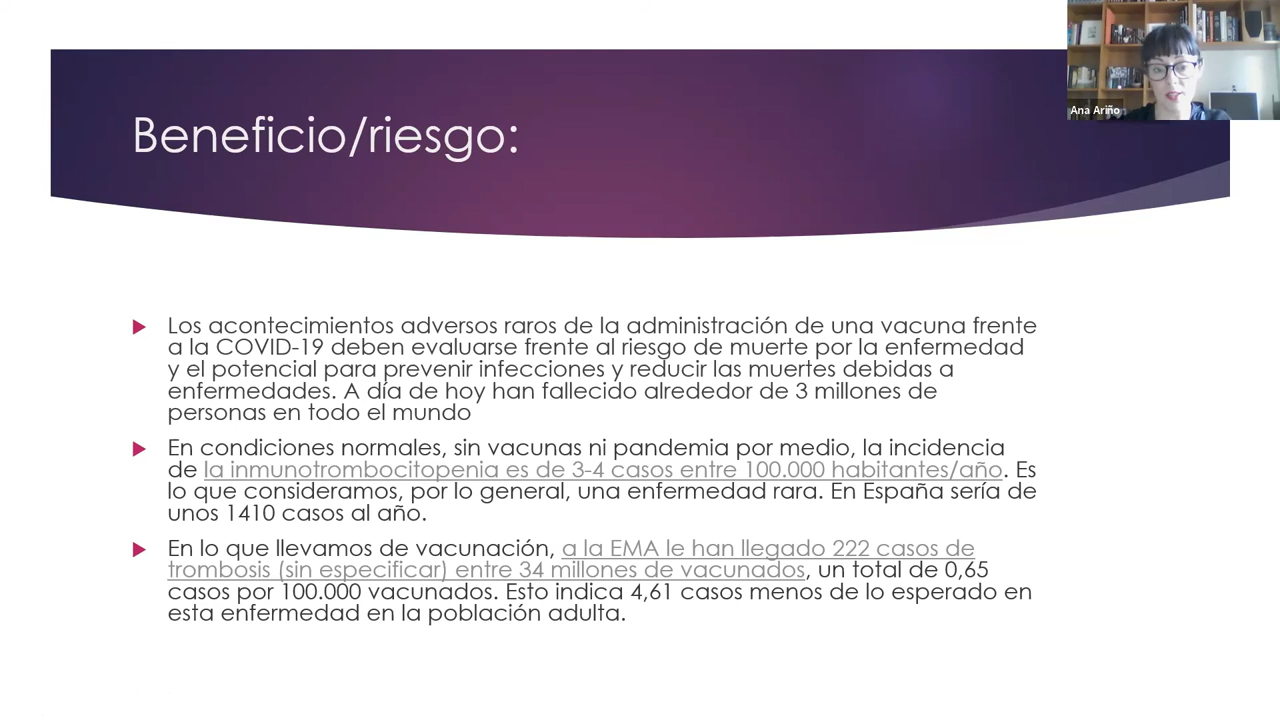 Ana Ariño
Beneficio/riesgo:
Los acontecimientos adversos raros de la administración de una vacuna frente
a la COVID-19 deben evaluarse frente al riesgo de muerte por la enfermedad
y el potencial para prevenir infecciones y reducir las muertes debidas a
enfermedades. A día de hoy han fallecido alrededor de 3 millones de
personas en todo el mundo
En condiciones normales, sin vacunas ni pandemia por medio, la incidencia
de la inmunotrombocitopenia es de 3-4 casos entre 100.000 habitantes/año. Es
lo que consideramos, por lo general, una enfermedad rara. En España sería de
unos 1410 casos al año.
En lo que llevamos de vacunación, a la EMA le han llegado 222 casos de
trombosis (sin especificar) entre 34 millones de vacunados, un total de 0,65
casos por 100.000 vacunados. Esto indica 4,61 casos menos de lo esperado en
esta enfermedad en la población adulta.